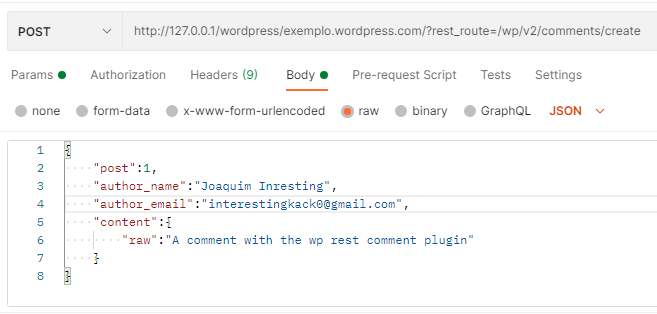 POST http://127.0.0.1/wordpress/exemplo.wordpress.com/?rest_route=/wp/v2/comments/create
Params Authorization Headers (9) Body Pre-request Script Tests Settings
none form-data x-www-form-urlencoded raw binary GraphQL JSON
1 {
2 "post":1,
3 "author_name":"Joaquim Inresting",
4 "author_email":"interestingkack0@gmail.com",
5 "content":{
6 "raw":"A comment with the wp rest comment plugin"
7 }
8 }